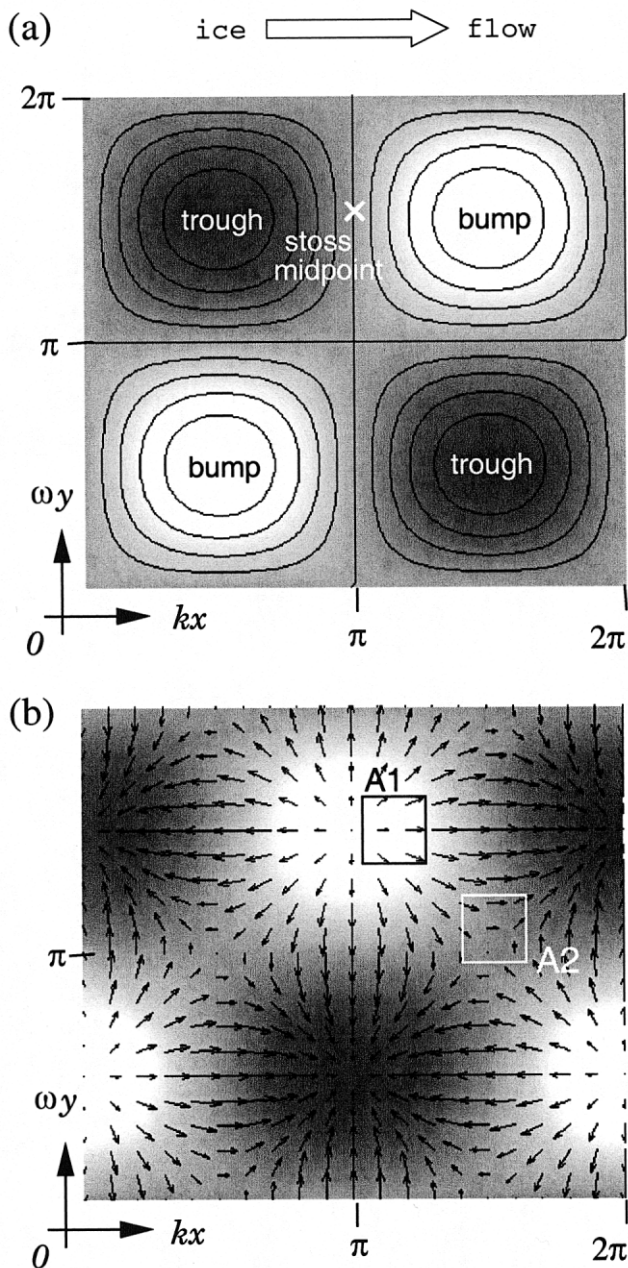 (a) ice flow
2π
trough bump
stoss
midpoint
π
bump trough
ωy
0 kx π 2π
(b)
A1
π A2
ωy
0 kx π 2π